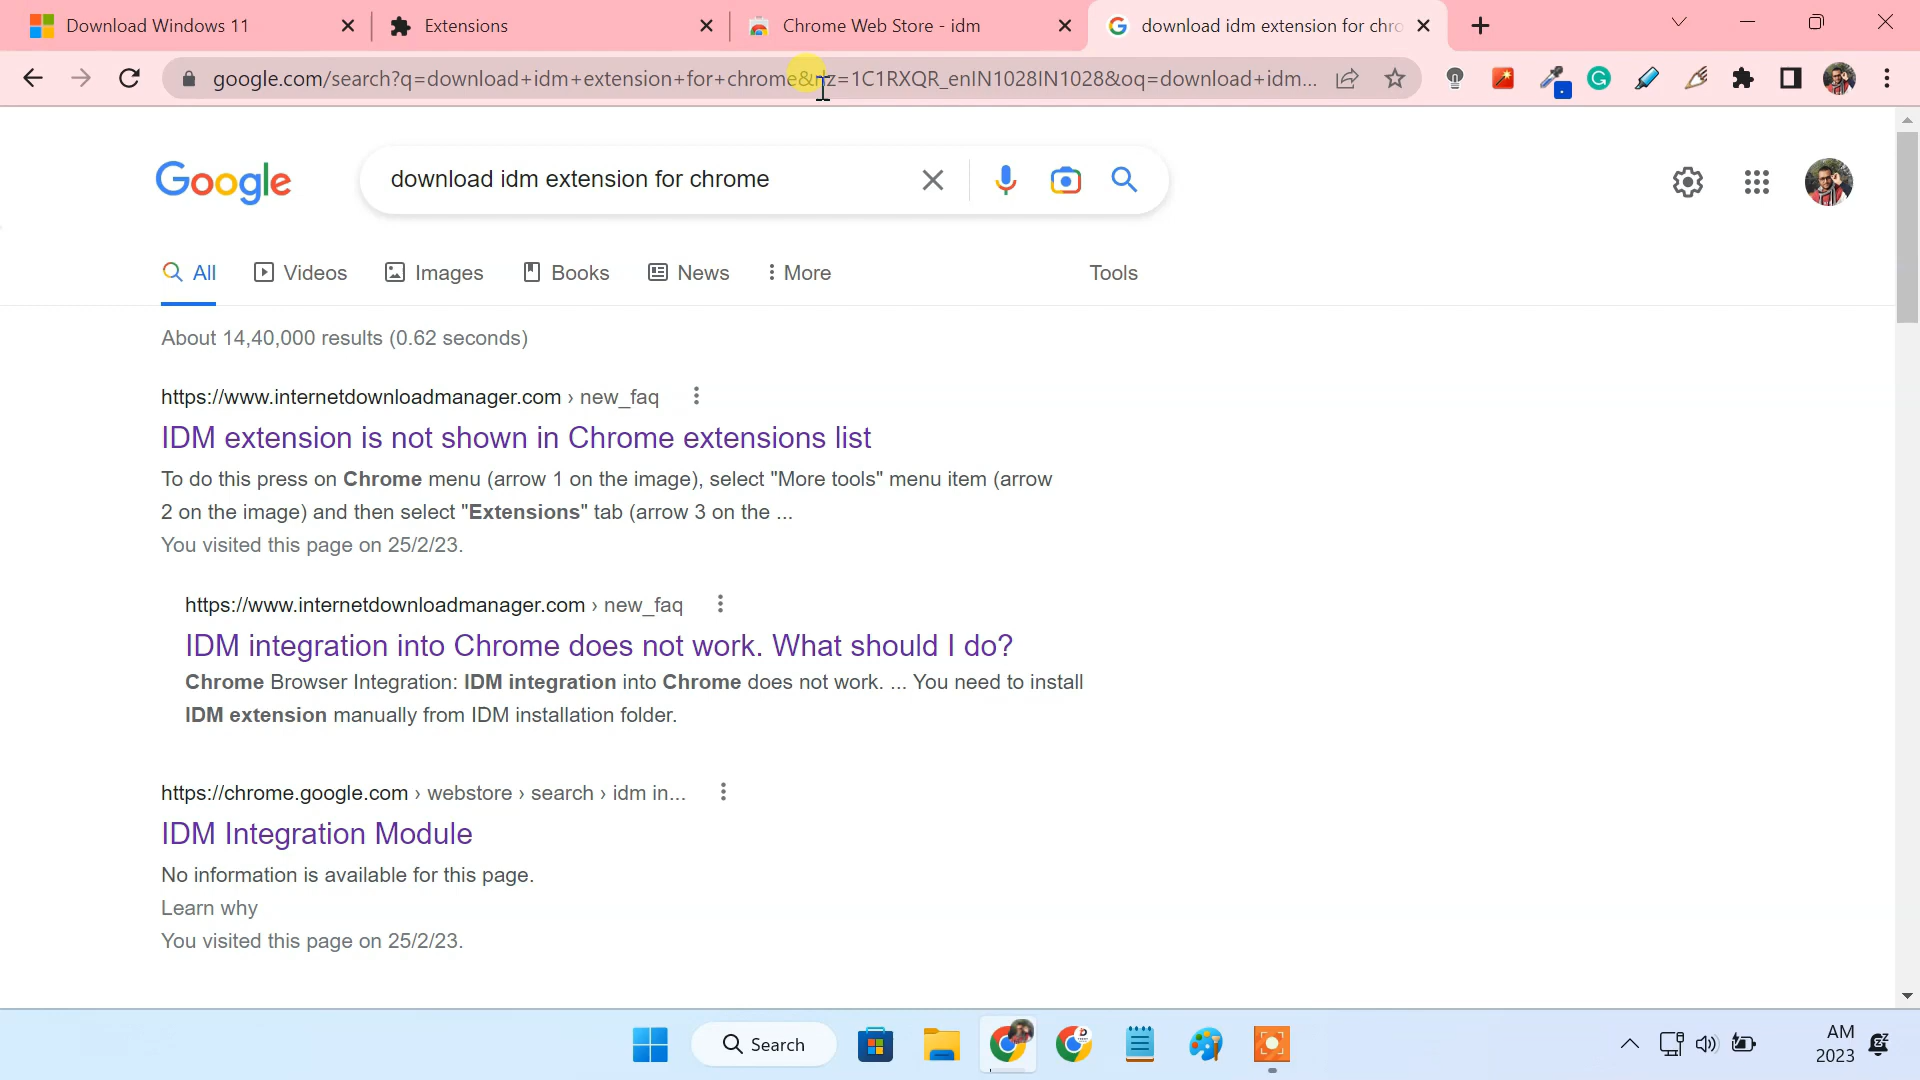 Download Windows 11
Extensions
Chrome Web Store - idm
download idm extension for chro
google.com/search?q=download+idm+extension+for+chrome&rlz=1C1RXQR_enIN1028IN1028&oq=download+idm...
Google
download idm extension for chrome
All
Videos
Images
Books
News
More
Tools
About 14,40,000 results (0.62 seconds)
https://www.internetdownloadmanager.com › new_faq
IDM extension is not shown in Chrome extensions list
To do this press on Chrome menu (arrow 1 on the image), select "More tools" menu item (arrow
2 on the image) and then select "Extensions" tab (arrow 3 on the ...
You visited this page on 25/2/23.
https://www.internetdownloadmanager.com › new_faq
IDM integration into Chrome does not work. What should I do?
Chrome Browser Integration: IDM integration into Chrome does not work. ... You need to install
IDM extension manually from IDM installation folder.
https://chrome.google.com › webstore › search › idm in...
IDM Integration Module
No information is available for this page.
Learn why
You visited this page on 25/2/23.
Search
AM
2023